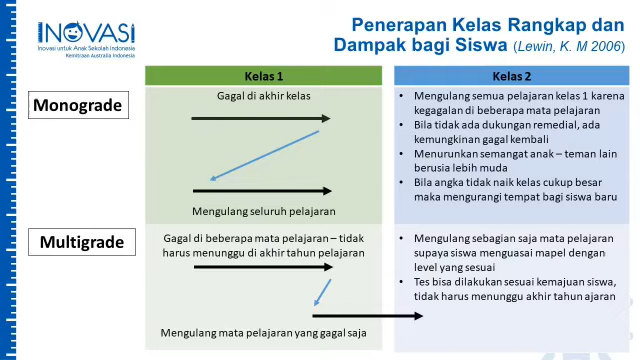 INOVASI
Inovasi untuk Anak Sekolah Indonesia
Kemitraan Australia Indonesia
Penerapan Kelas Rangkap dan
Dampak bagi Siswa (Lewin, K. M 2006)
Kelas 1
Kelas 2
Monograde
Gagal di akhir kelas
Mengulang seluruh pelajaran
• Mengulang semua pelajaran kelas 1 karena
kegagalan di beberapa mata pelajaran
• Bila tidak ada dukungan remedial, ada
kemungkinan gagal kembali
• Menurunkan semangat anak – teman lain
berusia lebih muda
• Bila angka tidak naik kelas cukup besar
maka mengurangi tempat bagi siswa baru
Multigrade
Gagal di beberapa mata pelajaran – tidak
harus menunggu di akhir tahun pelajaran
Mengulang mata pelajaran yang gagal saja
• Mengulang sebagian saja mata pelajaran
supaya siswa menguasai mapel dengan
level yang sesuai
• Tes bisa dilakukan sesuai kemajuan siswa,
tidak harus menunggu akhir tahun ajaran